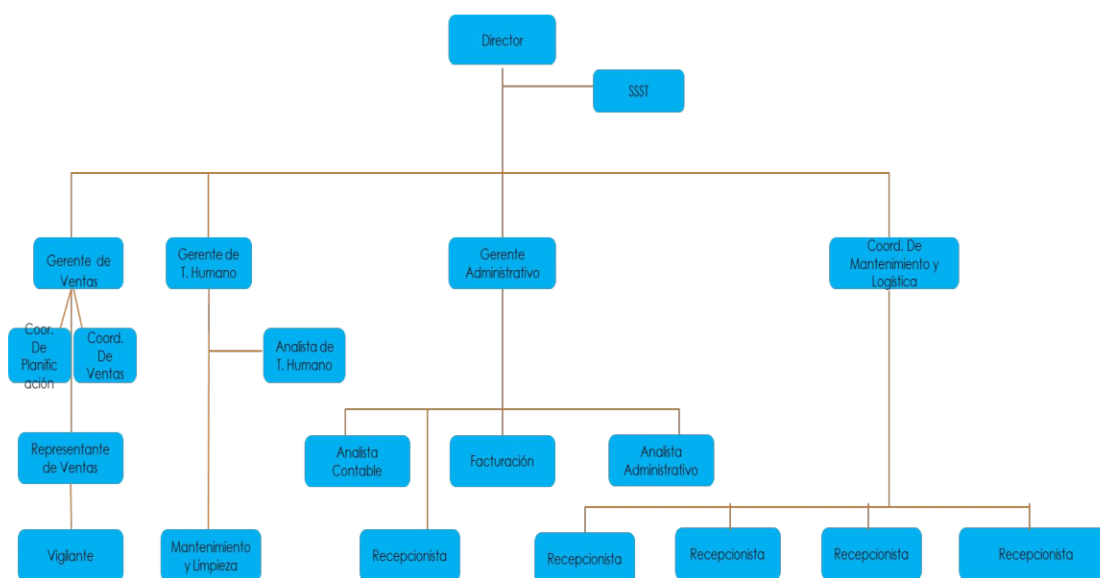 Director
SSST
Gerente de
Ventas
Gerente de
T. Humano
Gerente
Administrativo
Coord. De
Mantenimiento y
Logística
Coor.
De
Planific
ación
Coord.
De
Ventas
Analista de
T. Humano
Representante
de Ventas
Analista
Contable
Facturación
Analista
Administrativo
Vigilante
Mantenimiento
y Limpieza
Recepcionista
Recepcionista
Recepcionista
Recepcionista
Recepcionista